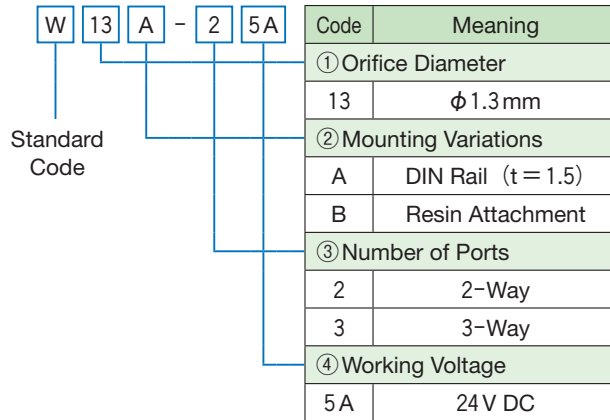 W 13 A - 2 5A
Standard
Code
Code Meaning
①Orifice Diameter
13 φ1.3mm
②Mounting Variations
A DIN Rail (t=1.5)
B Resin Attachment
③Number of Ports
2 2-Way
3 3-Way
④Working Voltage
5A 24V DC